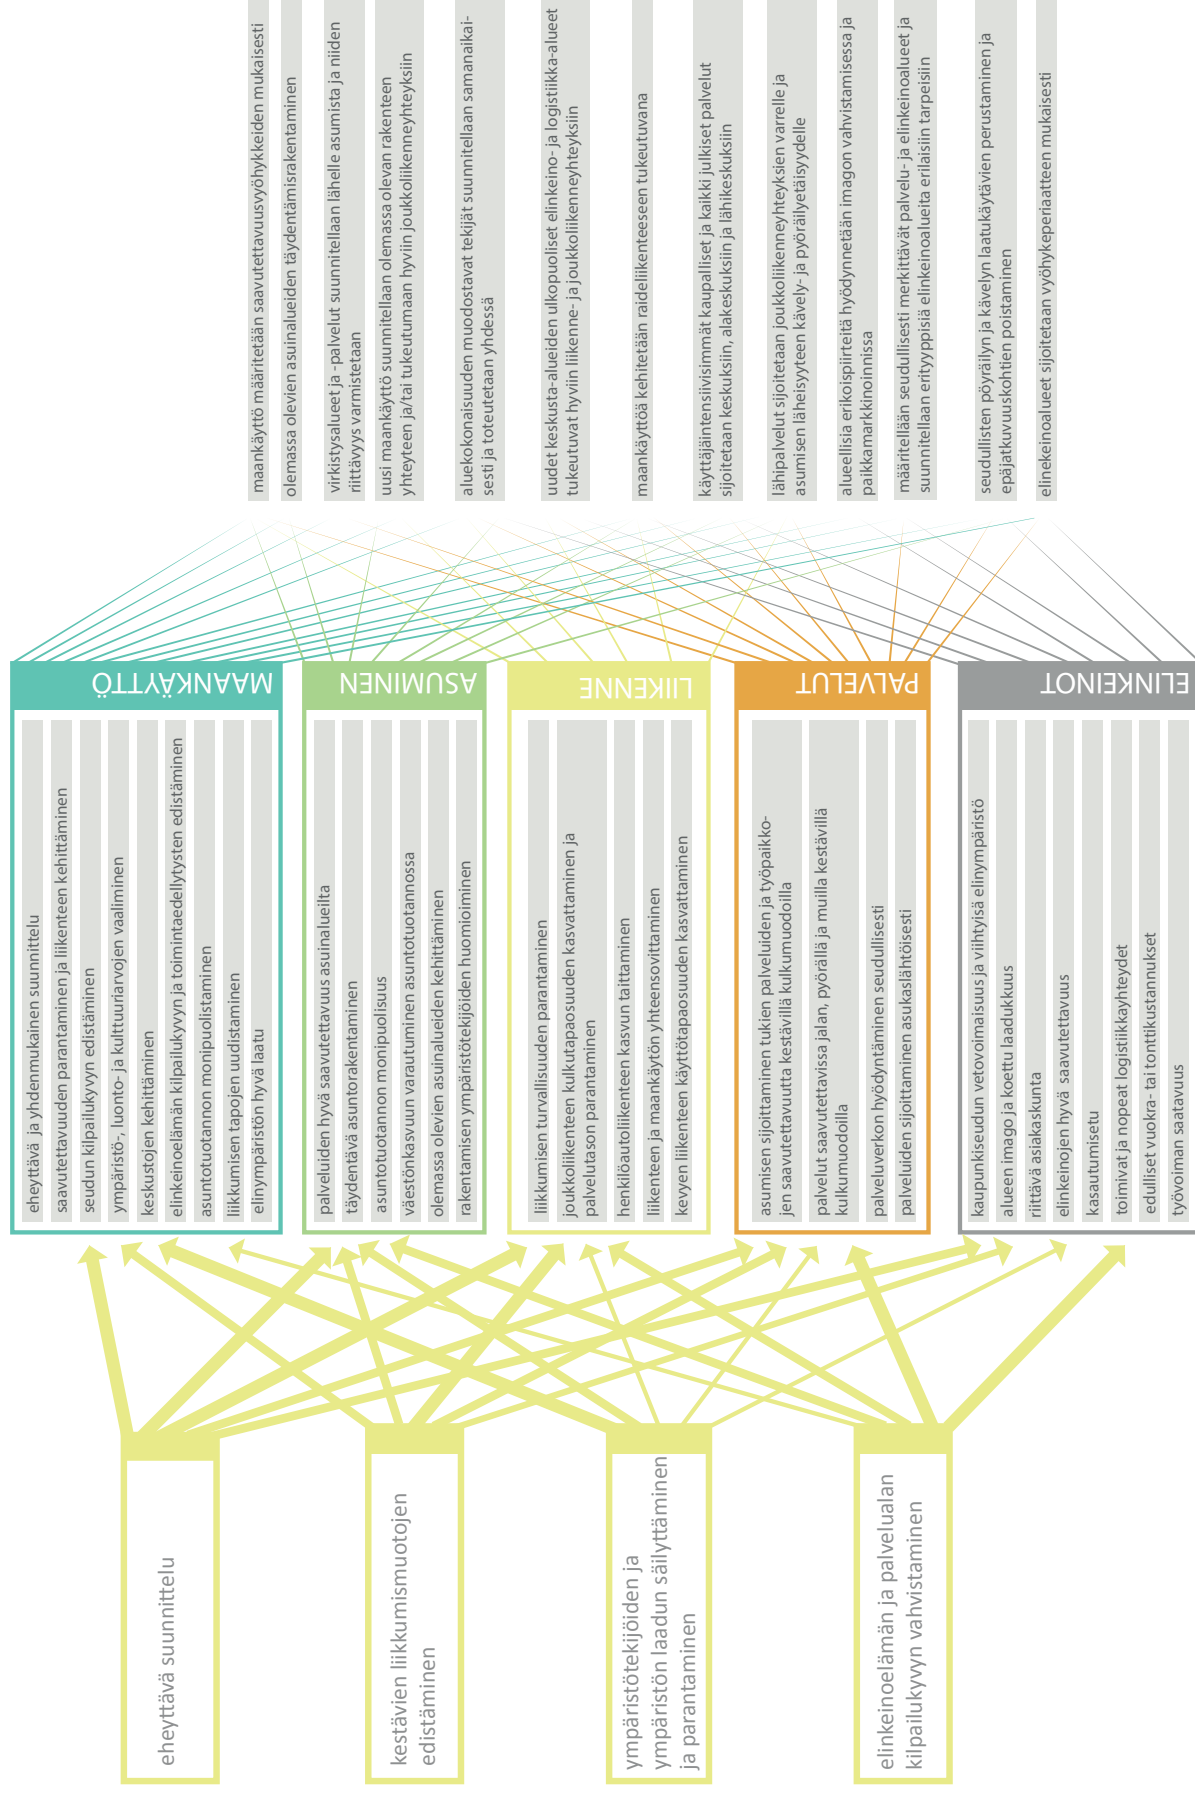 eheyttävä suunnittelu
kestävien liikkumismuotojen
edistäminen
ympäristötekijöiden ja
ympäristön laadun säilyttäminen
ja parantaminen
elinkeinoelämän ja palvelualan
kilpailukyvyn vahvistaminen
MAANKÄYTTÖ
eheyttävä ja yhdenmukainen suunnittelu
saavutettavuuden parantaminen ja liikenteen kehittäminen
seudun kilpailukyvyn edistäminen
ympäristö-, luonto- ja kulttuuriarvojen vaaliminen
keskustojen kehittäminen
elinkeinoelämän kilpailukyvyn ja toimintaedellytysten edistäminen
asuntotuotannon monipuolistaminen
liikkumisen tapojen uudistaminen
elinympäristön hyvä laatu
ASUMINEN
palveluiden hyvä saavutettavuus asuinalueilta
täydentävä asuntorakentaminen
asuntotuotannon monipuolisuus
väestönkasvuun varautuminen asuntotuotannossa
olemassa olevien asuinalueiden kehittäminen
rakentamisen ympäristötekijöiden huomioiminen
LIIKENNE
liikkumisen turvallisuuden parantaminen
joukkoliikenteen kulkutapaosuuden kasvattaminen ja
palvelutason parantaminen
henkilöautoliikenteen kasvun taittaminen
liikenteen ja maankäytön yhteensovittaminen
kevyen liikenteen käyttötapaosuuden kasvattaminen
PALVELUT
asumisen sijoittaminen tukien palveluiden ja työpaikko-
jen saavutettavuutta kestävillä kulkumuodoilla
palvelut saavutettavissa jalan, pyörällä ja muilla kestävillä
kulkumuodoilla
palveluverkon hyödyntäminen seudullisesti
palveluiden sijoittaminen asukaslähtöisesti
ELINKEINOT
kaupunkiseudun vetovoimaisuus ja viihtyisä elinympäristö
alueen imago ja koettu laadukkuus
riittävä asiakaskunta
elinkeinojen hyvä saavutettavuus
kasautumisetu
toimivat ja nopeat logistiikkayhteydet
edulliset vuokra- tai tonttikustannukset
työvoiman saatavuus
maankäyttö määritetään saavutettavuusvyöhykkeiden mukaisesti
olemassa olevien asuinalueiden täydentämisrakentaminen
virkistysalueet ja -palvelut suunnitellaan lähelle asumista ja niiden
riittävyys varmistetaan
uusi maankäyttö suunnitellaan olemassa olevan rakenteen
yhteyteen ja/tai tukeutumaan hyviin joukkoliikenneyhteyksiin
aluekokonaisuuden muodostavat tekijät suunnitellaan samanaikai-
sesti ja toteutetaan yhdessä
uudet keskusta-alueiden ulkopuoliset elinkeino- ja logistiikka-alueet
tukeutuvat hyviin liikenne- ja joukkoliikenneyhteyksiin
maankäyttöä kehitetään raideliikenteeseen tukeutuvana
käyttäjäintensiivisimmät kaupalliset ja kaikki julkiset palvelut
sijoitetaan keskuksiin, alakeskuksiin ja lähikeskuksiin
lähipalvelut sijoitetaan joukkoliikenneyhteyksien varrelle ja
asumisen läheisyyteen kävely- ja pyöräilyetäisyydelle
alueellisia erikoispiirteitä hyödynnetään imagon vahvistamisessa ja
paikkamarkkinoinnissa
määritellään seudullisesti merkittävät palvelu- ja elinkeinoalueet ja
suunnitellaan erityyppisiä elinkeinoalueita erilaisiin tarpeisiin
seudullisten pöyräilyn ja kävelyn laatukäytävien perustaminen ja
epäjatkuvuuskohtien poistaminen
elinekeinoalueet sijoitetaan vyöhykeperiaatteen mukaisesti